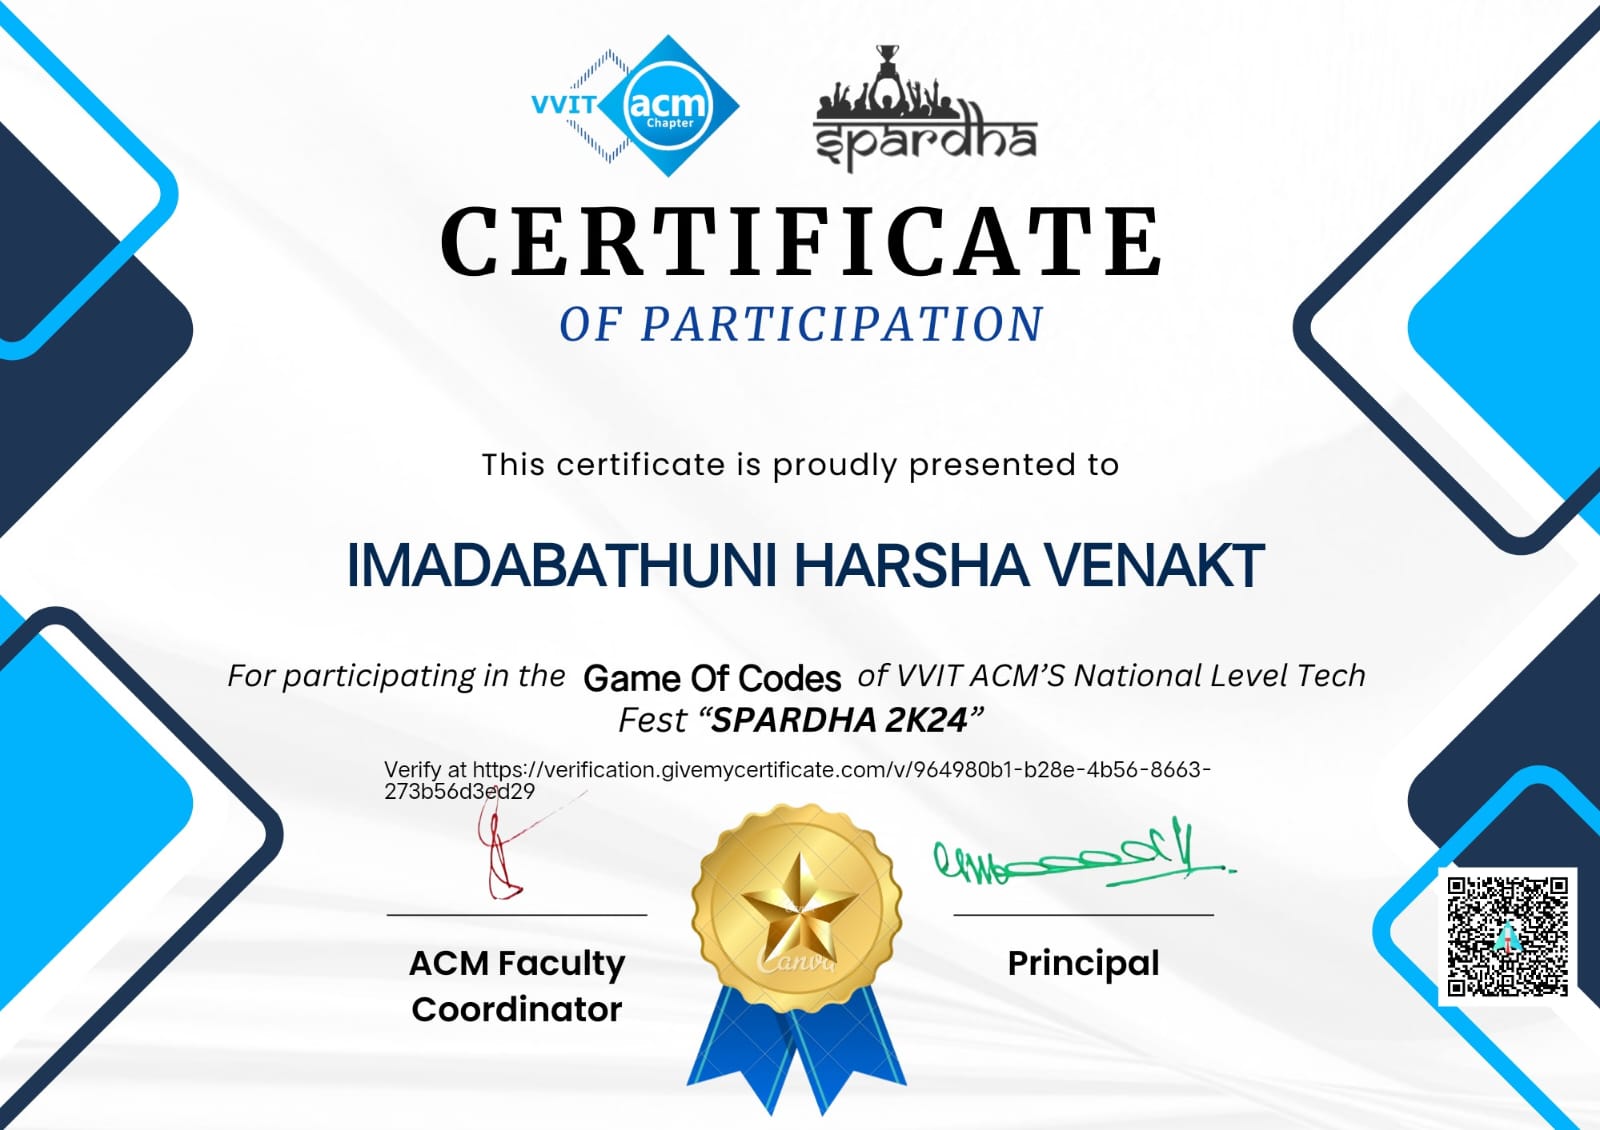 VVIT acm
Chapter
spardha
CERTIFICATE
OF PARTICIPATION
This certificate is proudly presented to
IMADABATHUNI HARSHA VENAKT
For participating in the Game Of Codes of VVIT ACM’S National Level Tech
Fest “SPARDHA 2K24”
Verify at https://verification.givemycertificate.com/v/964980b1-b28e-4b56-8663-
273b56d3ed29
Canva
ACM Faculty
Coordinator
Principal